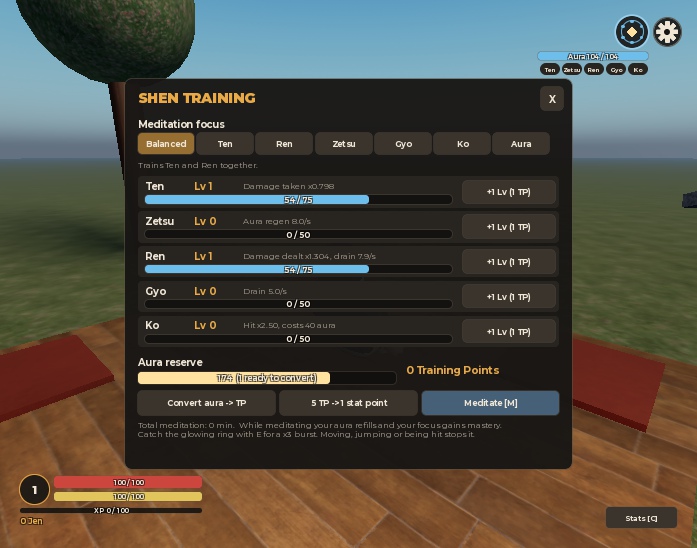 Aura 104 / 104
Ten Zetsu Ren Gyo Ko
SHEN TRAINING
X
Meditation focus
Balanced Ten Ren Zetsu Gyo Ko Aura
Trains Ten and Ren together.
Ten Lv 1 Damage taken x0.798
54 / 75
+1 Lv (1 TP)
Zetsu Lv 0 Aura regen 8.0/s
0 / 50
+1 Lv (1 TP)
Ren Lv 1 Damage dealt x1.304, drain 7.9/s
54 / 75
+1 Lv (1 TP)
Gyo Lv 0 Drain 5.0/s
0 / 50
+1 Lv (1 TP)
Ko Lv 0 Hit x2.50, costs 40 aura
0 / 50
+1 Lv (1 TP)
Aura reserve
(1 ready to convert)
0 Training Points
Convert aura -> TP 5 TP -> 1 stat point Meditate [M]
Total meditation: 0 min. While meditating your aura refills and your focus gains mastery.
Catch the glowing ring with E for a x3 burst. Moving, jumping or being hit stops it.
1
100 / 100
100 / 100
XP 0 / 100
0 Jen
Stats [C]